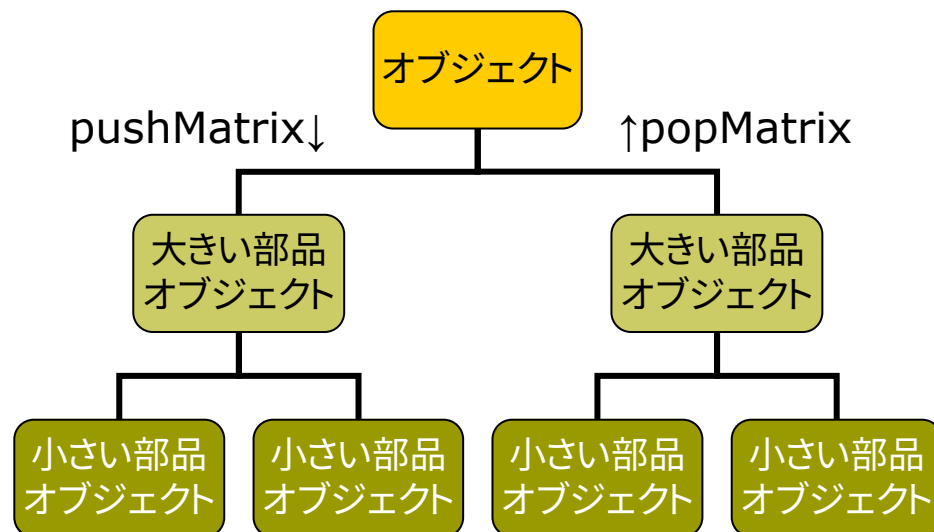 オブジェクト
pushMatrix↓
↑popMatrix
大きい部品
オブジェクト
大きい部品
オブジェクト
小さい部品
オブジェクト
小さい部品
オブジェクト
小さい部品
オブジェクト
小さい部品
オブジェクト